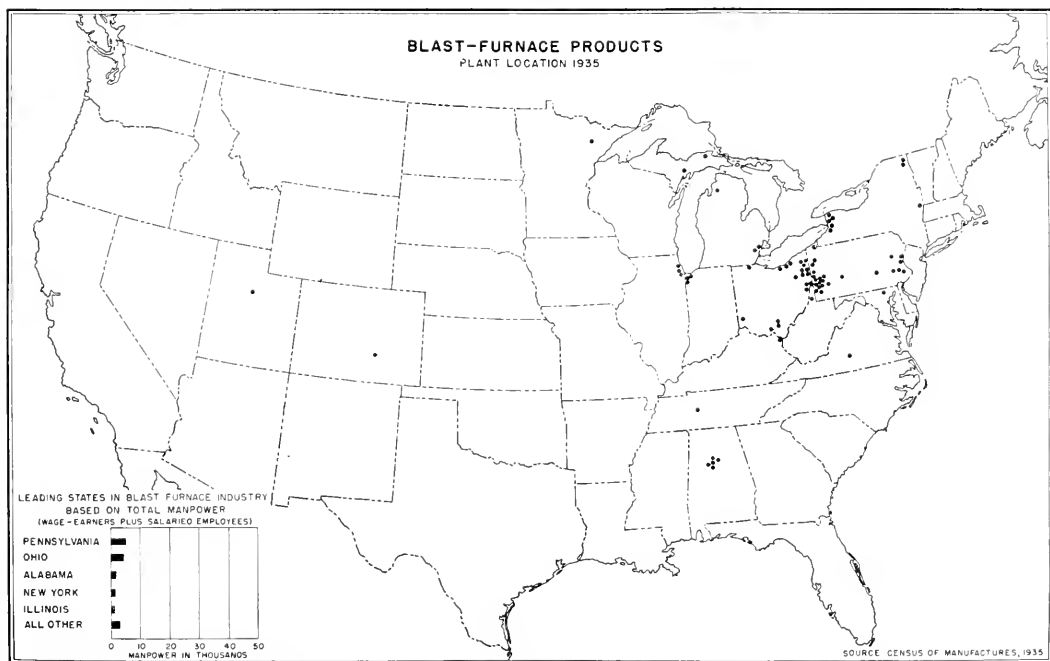 BLAST-FURNACE PRODUCTS
PLANT LOCATION 1935
LEADING STATES IN BLAST FURNACE INDUSTRY
BASED ON TOTAL MANPOWER
(WAGE-EARNERS PLUS SALARIED EMPLOYEES)
PENNSYLVANIA
OHIO
ALABAMA
NEW YORK
ILLINOIS
ALL OTHER
0 10 20 30 40 50
MANPOWER IN THOUSANDS
SOURCE CENSUS OF MANUFACTURES, 1935